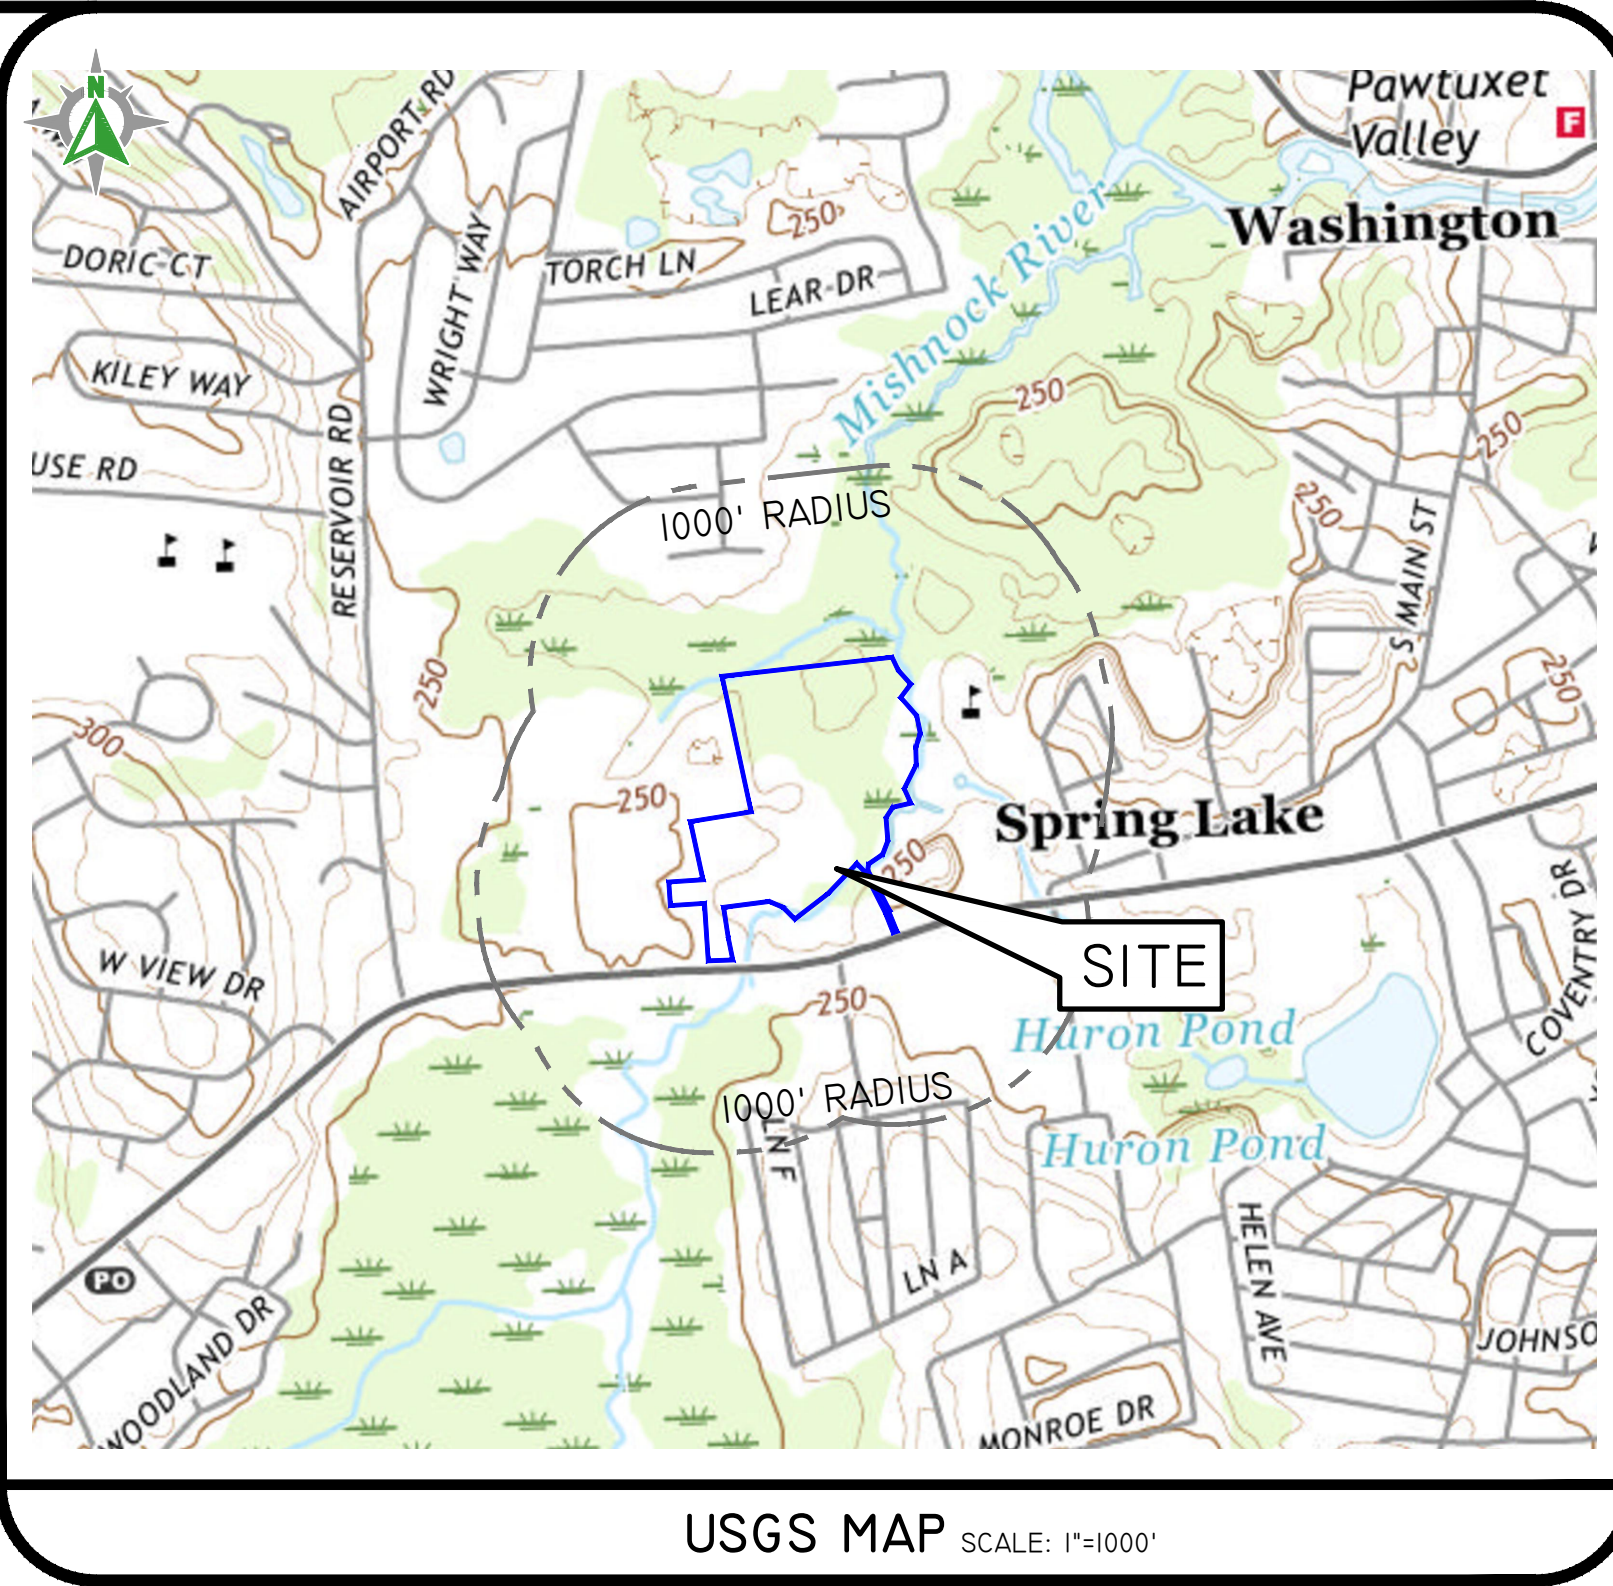 N
AIRPORT RD
Pawtuxet
Valley
F
Washington
DORIC CT
WRIGHT WAY
TORCH LN
250
LEAR DR
Mishnock River
KILEY WAY
250
250
USE RD
RESERVOIR RD
1000' RADIUS
250
S MAIN ST
250
250
300
250
Spring Lake
250
W VIEW DR
SITE
COVENTRY DR
250
Huron Pond
1000' RADIUS
LN F
Huron Pond
HELEN AVE
LN A
PO
WOODLAND DR
JOHNSO
MONROE DR
USGS MAP SCALE: 1"=1000'